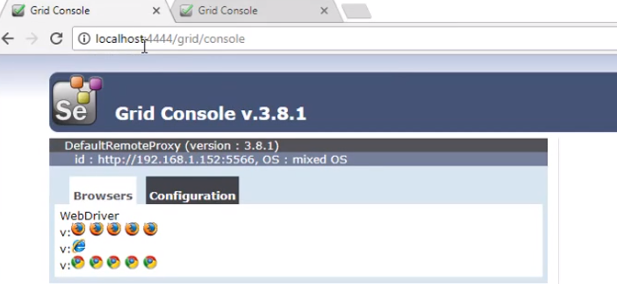 Grid Console
Grid Console
localhost:4444/grid/console
Se
Grid Console v.3.8.1
DefaultRemoteProxy (version : 3.8.1)
id : http://192.168.1.152:5566, OS : mixed OS
Browsers Configuration
WebDriver
v:
v:
v: